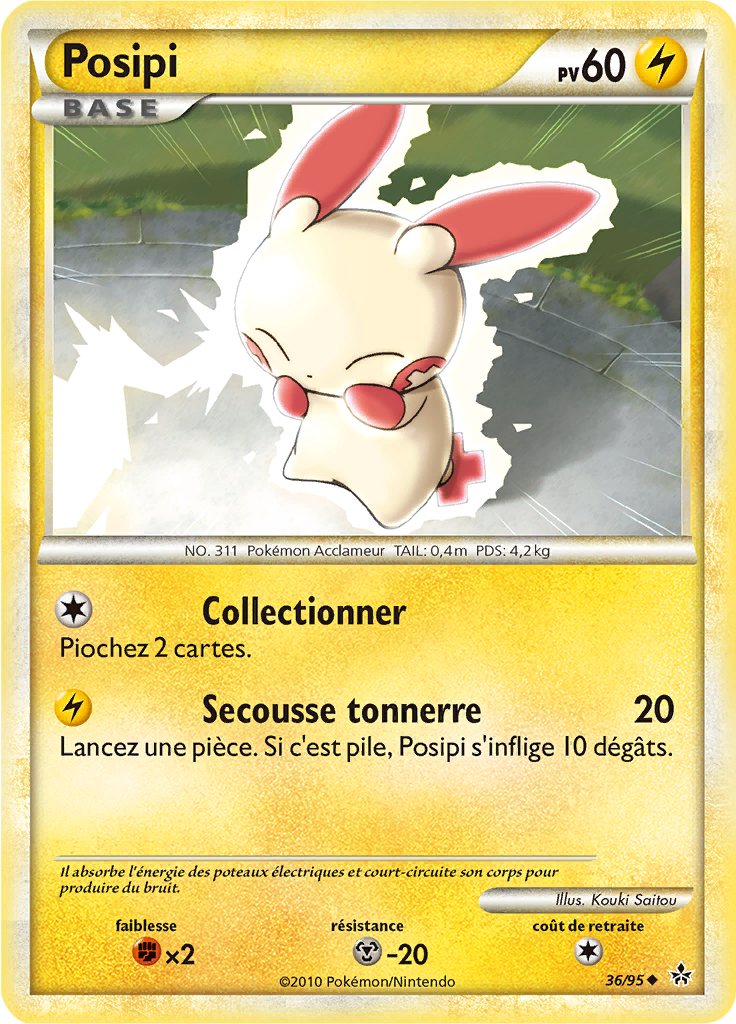 Posipi
PV60
BASE
NO. 311 Pokémon Acclameur TAIL: 0,4m PDS: 4,2kg
Collectionner
Piochez 2 cartes.
Secousse tonnerre 20
Lancez une pièce. Si c'est pile, Posipi s'inflige 10 dégâts.
Il absorbe l'énergie des poteaux électriques et court-circuite son corps pour
produire du bruit.
Illus. Kouki Saitou
faiblesse résistance coût de retraite
×2 -20
©2010 Pokémon/Nintendo 36/95